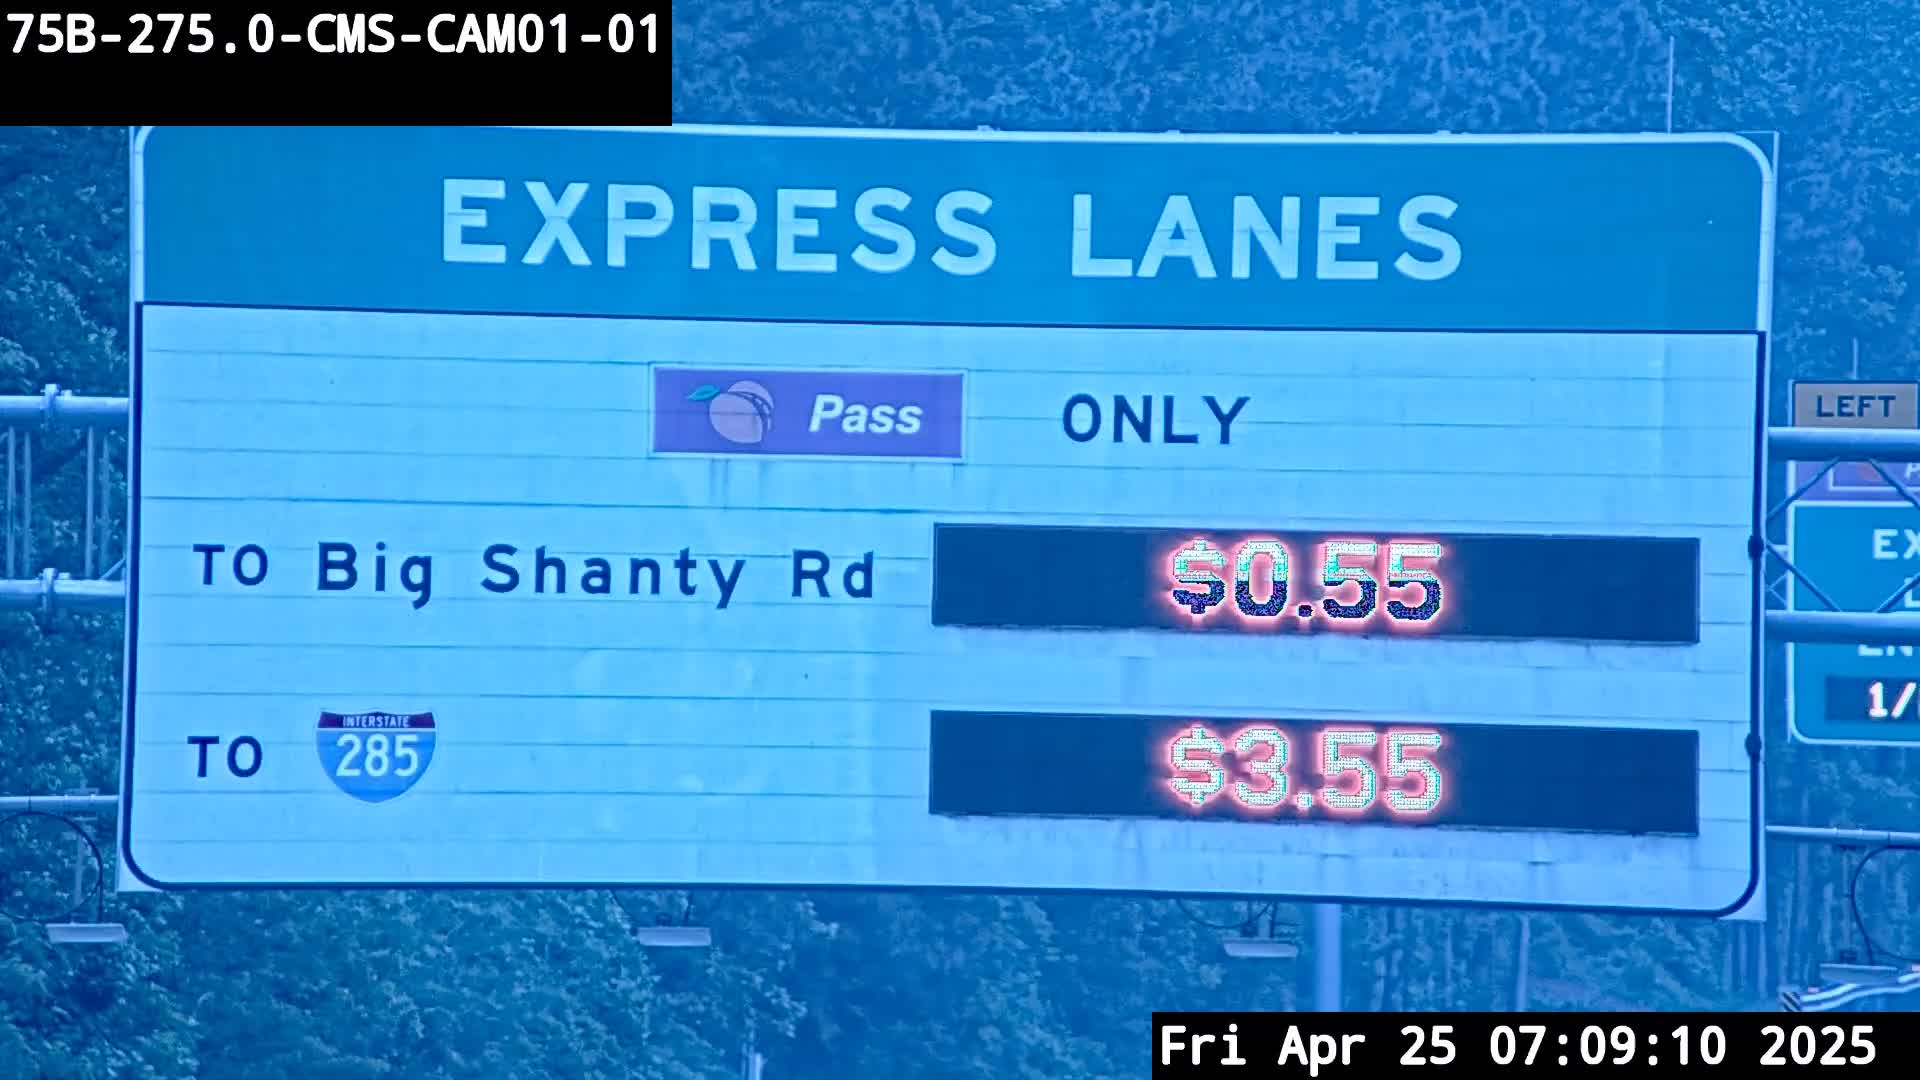 75B-275.0-CMS-CAM01-01
EXPRESS LANES
Pass ONLY
TO Big Shanty Rd $0.55
TO INTERSTATE 285 $3.55
LEFT
1/
Fri Apr 25 07:09:10 2025